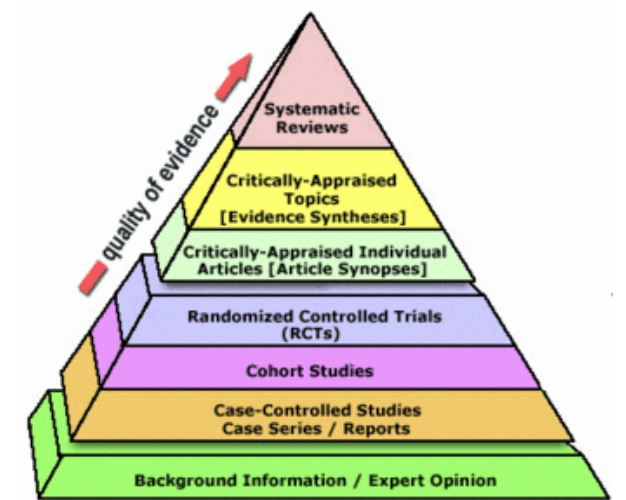 quality of evidence
Systematic
Reviews
Critically-Appraised
Topics
[Evidence Syntheses]
Critically-Appraised Individual
Articles [Article Synopses]
Randomized Controlled Trials
(RCTs)
Cohort Studies
Case-Controlled Studies
Case Series / Reports
Background Information / Expert Opinion